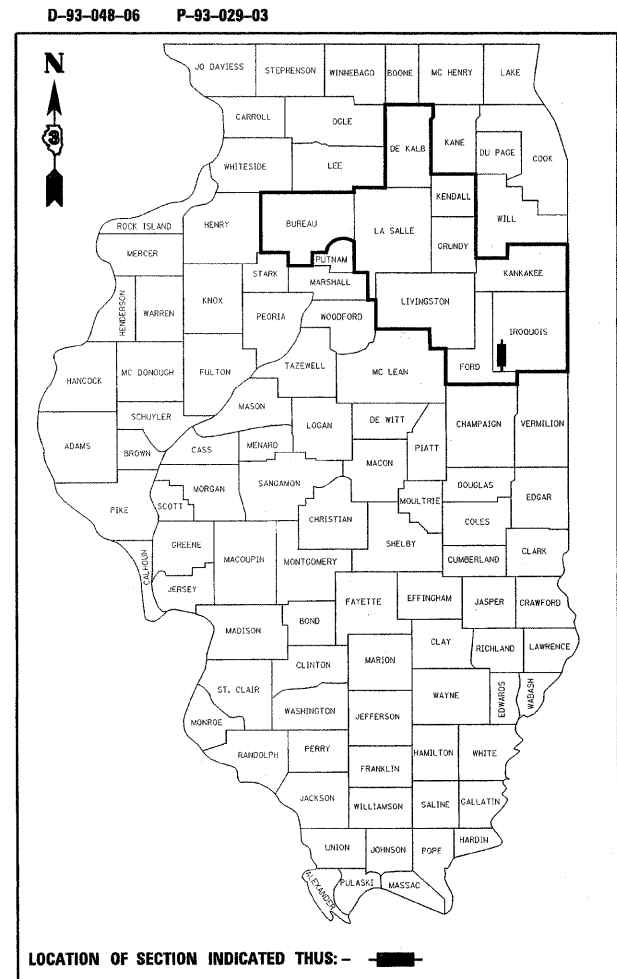 D-93-048-06 P-93-029-03
N
3
JO DAVIESS STEPHENSON WINNEBAGO BOONE MC HENRY LAKE
CARROLL OGLE DE KALB KANE DU PAGE COOK
WHITESIDE LEE KENDALL WILL
ROCK ISLAND HENRY BUREAU LA SALLE GRUNDY
MERCER PUTNAM KANKAKEE
STARK MARSHALL LIVINGSTON
HENDERSON WARREN KNOX PEORIA WOODFORD FORD IROQUOIS
HANCOCK MC DONOUGH FULTON TAZEWELL MC LEAN
SCHUYLER MASON LOGAN DE WITT CHAMPAIGN VERMILION
ADAMS BROWN CASS MENARD MACON PIATT
PIKE SCOTT MORGAN SANGAMON MOULTRIE DOUGLAS EDGAR
CHRISTIAN COLES
CALHOUN GREENE MACOUPIN MONTGOMERY SHELBY CUMBERLAND CLARK
JERSEY FAYETTE EFFINGHAM JASPER CRAWFORD
MADISON BOND CLAY RICHLAND LAWRENCE
CLINTON MARION
ST. CLAIR WASHINGTON WAYNE EDWARDS WABASH
MONROE JEFFERSON
RANDOLPH PERRY HAMILTON WHITE
FRANKLIN
JACKSON WILLIAMSON SALINE GALLATIN
UNION JOHNSON POPE HARDIN
ALEXANDER PULASKI MASSAC
LOCATION OF SECTION INDICATED THUS: -